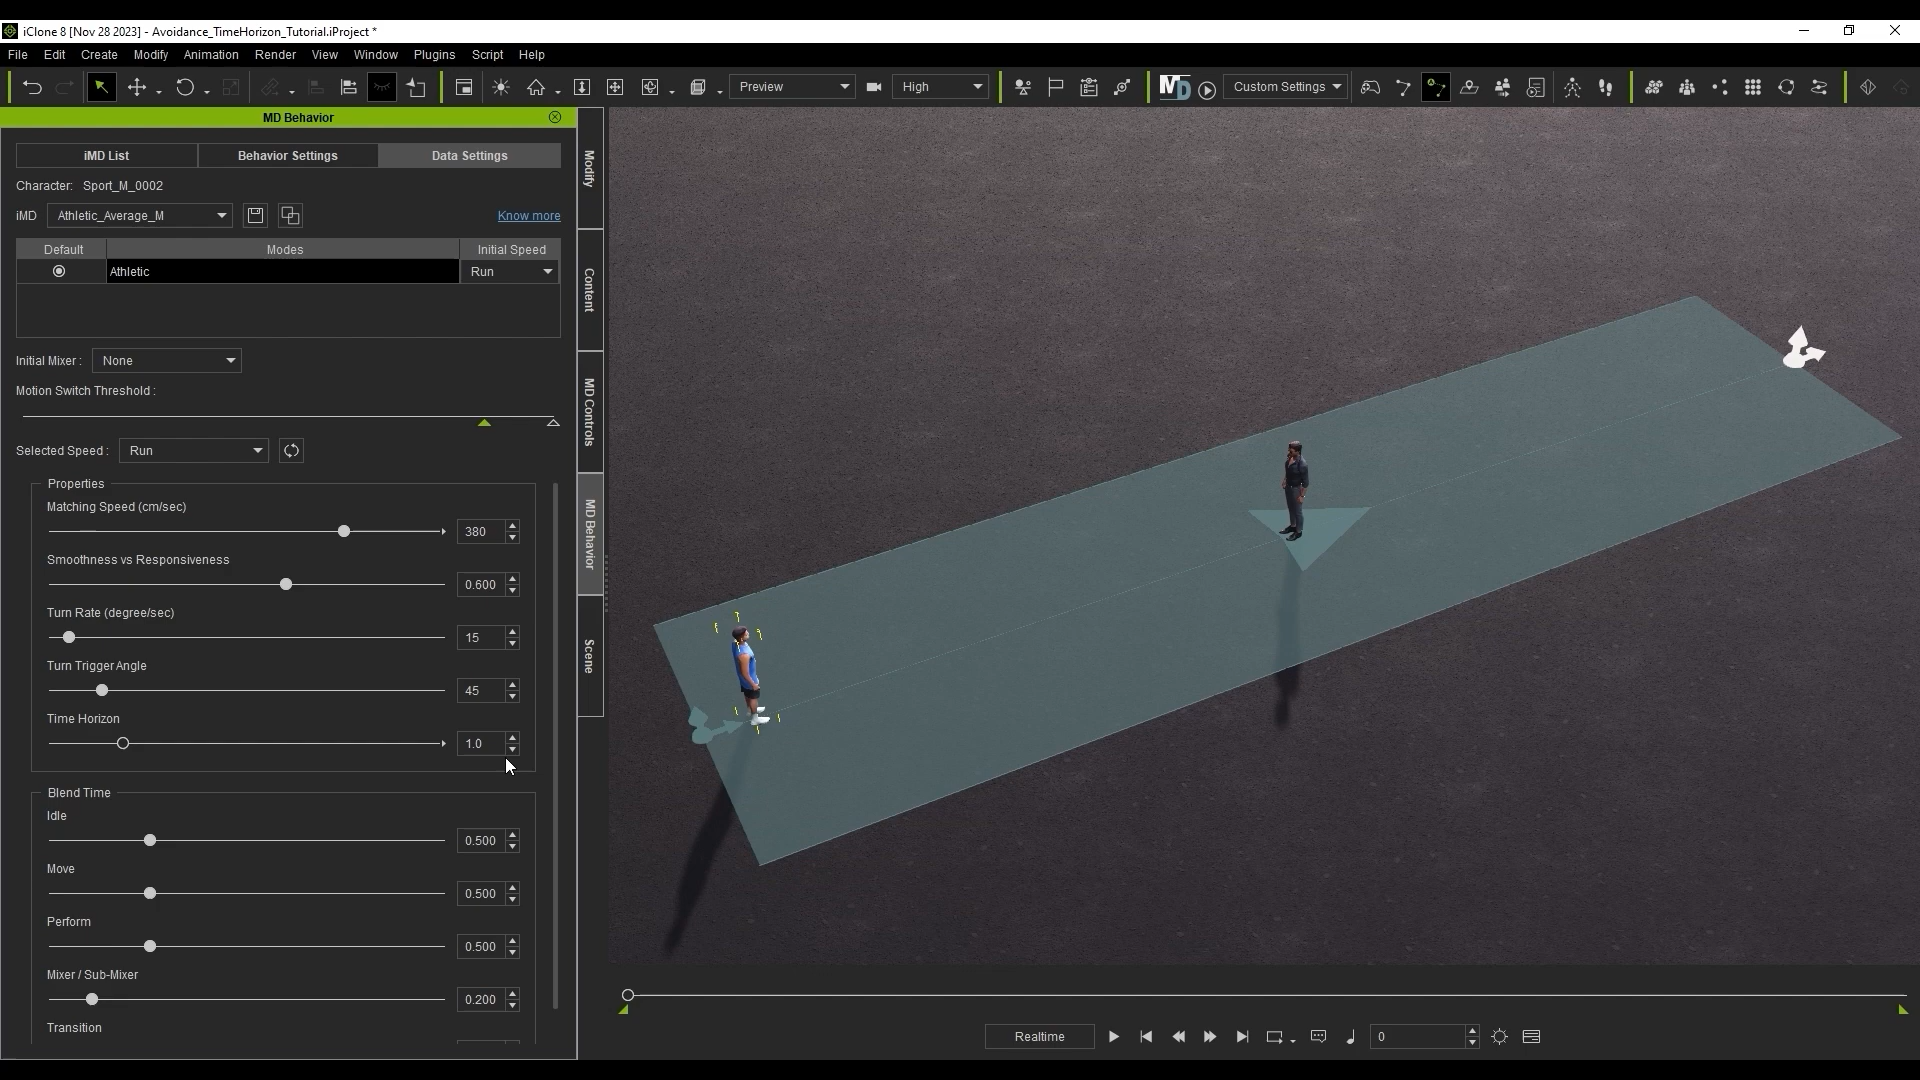 iClone 8 [Nov 28 2023] - Avoidance_TimeHorizon_Tutorial.iProject *
File Edit Create Modify Animation Render View Window Plugins Script Help
Preview High MD Custom Settings
MD Behavior
iMD List Behavior Settings Data Settings
Character: Sport_M_0002
iMD Athletic_Average_M Know more
Default Modes Initial Speed
Athletic Run
Initial Mixer : None
Motion Switch Threshold :
Selected Speed : Run
Properties
Matching Speed (cm/sec)
380
Smoothness vs Responsiveness
0.600
Turn Rate (degree/sec)
15
Turn Trigger Angle
45
Time Horizon
1.0
Blend Time
Idle
0.500
Move
0.500
Perform
0.500
Mixer / Sub-Mixer
0.200
Transition
Modify
Content
MD Controls
MD Behavior
Scene
Realtime 0